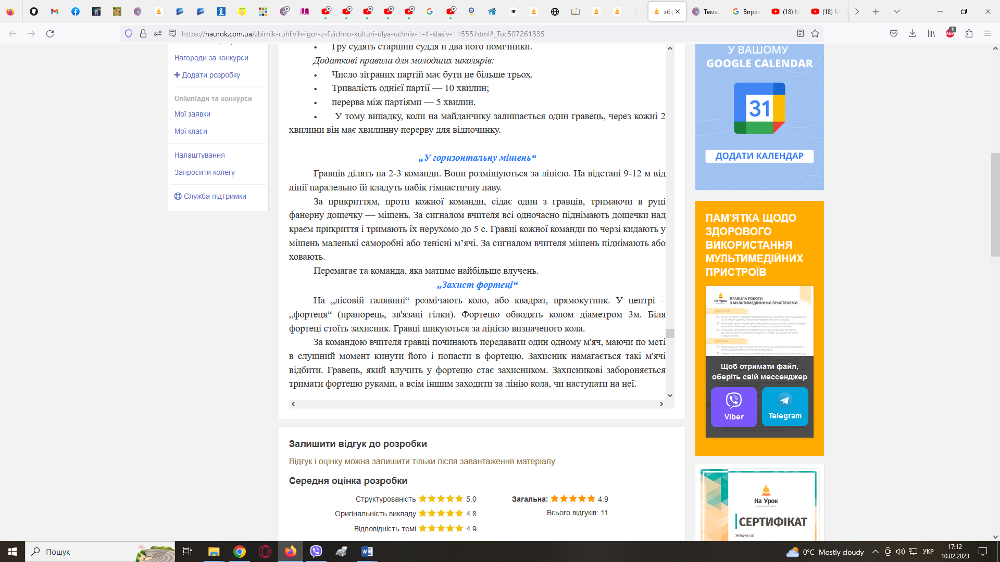 збір
Тема.
Вправ
(18) М
(18) М
https://naurok.com.ua/zbirnik-ruhlivih-igor-z-fizichno-kulturi-dlya-uchniv-1-4-klasiv-11555.html#_Toc507261335
ABP
1
Нагороди за конкурси
Додати розробку
Олімпіади та конкурси
Мої заявки
Мої класи
Налаштування
Запросити колегу
Служба підтримки
• Гру судять старший суддя й два його помічники.
Додаткові правила для молодших школярів:
• Число зіграних партій має бути не більше трьох.
• Тривалість однієї партії — 10 хвилин;
• перерва між партіями — 5 хвилин.
• У тому випадку, коли на майданчику залишається один гравець, через кожні 2
хвилини він має хвилинну перерву для відпочинку.
„У горизонтальну мішень“
Гравців ділять на 2-3 команди. Вони розміщуються за лінією. На відстані 9-12 м від
лінії паралельно їй кладуть набік гімнастичну лаву.
За прикриттям, проти кожної команди, сідає один з гравців, тримаючи в руці
фанерну дощечку — мішень. За сигналом вчителя всі одночасно піднімають дощечки над
краєм прикриття і тримають їх нерухомо до 5 с. Гравці кожної команди по черзі кидають у
мішень маленькі саморобні або тенісні м’ячі. За сигналом вчителя мішень піднімають або
ховають.
Перемагає та команда, яка матиме найбільше влучень.
„Захист фортеці“
На „лісовій галявині“ розмічають коло, або квадрат, прямокутник. У центрі –
„фортеця“ (прапорець, зв'язані гілки). Фортецю обводять колом діаметром 3м. Біля
фортеці стоїть захисник. Гравці шикуються за лінією визначеного кола.
За командою вчителя гравці починають передавати один одному м'яч, маючи по меті
в слушний момент кинути його і попасти в фортецю. Захисник намагається такі м'ячі
відбити. Гравець, який влучить у фортецю стає захисником. Захисникові забороняється
тримати фортецю руками, а всім іншим заходити за лінію кола, чи наступати на неї.
Залишити відгук до розробки
Відгук і оцінку можна залишити тільки після завантаження матеріалу
Середня оцінка розробки
Структурованість 5.0
Оригінальність викладу 4.8
Відповідність темі 4.9
Загальна: 4.9
Всього відгуків: 11
У ВАШОМУ
GOOGLE CALENDAR
31
ДОДАТИ КАЛЕНДАР
ПАМ'ЯТКА ЩОДО
ЗДОРОВОГО
ВИКОРИСТАННЯ
МУЛЬТИМЕДІЙНИХ
ПРИСТРОЇВ
На Урок
ПРАВИЛА РОБОТИ
З МУЛЬТИМЕДІЙНИМИ ПРИСТРОЯМИ
ДЛЯ ОЧЕЙ
ДЛЯ ТІЛА
Щоб отримати файл,
оберіть свій мессенджер
Viber
Telegram
На Урок
освітній проект
СЕРТИФІКАТ
засвідчує, що
Пошук
0°C Mostly cloudy
УКР
17:12
10.02.2023